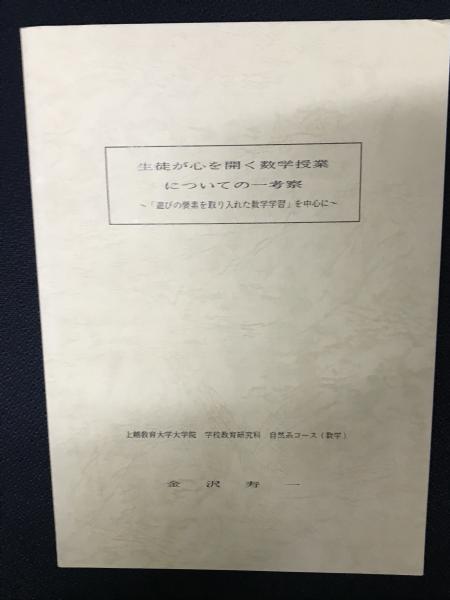 生徒が心を開く数学授業
についての一考察
～「遊びの要素を取り入れた数学学習」を中心に～
上越教育大学大学院 学校教育研究科 自然系コース(数学)
金沢寿一